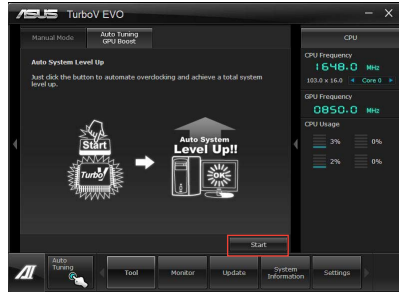 ASUS TurboV EVO
Manual Mode
Auto Tuning
GPU Boost
Auto System Level Up
Just click the button to automate overclocking and achieve a total system
level up.
Start
Turbo!
Auto System
Level Up!!
OK
Start
CPU
CPU Frequency
1648.0 MHz
103.0 x 16.0 Core 0
GPU Frequency
0850.0 MHz
CPU Usage
3% 0%
2% 0%
Auto
Tuning
Tool
Monitor
Update
System
Information
Settings